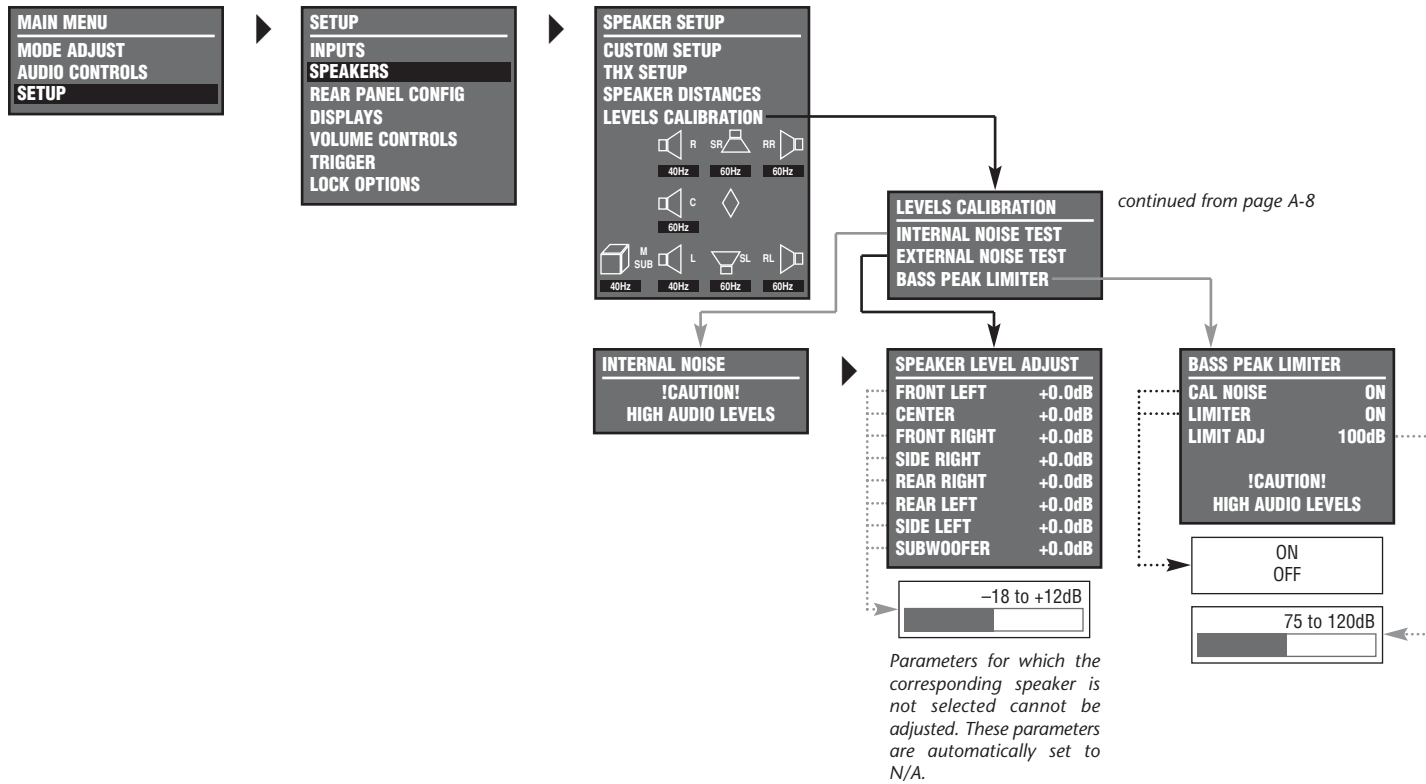 MAIN MENU
MODE ADJUST
AUDIO CONTROLS
SETUP
SETUP
INPUTS
SPEAKERS
REAR PANEL CONFIG
DISPLAYS
VOLUME CONTROLS
TRIGGER
LOCK OPTIONS
SPEAKER SETUP
CUSTOM SETUP
THX SETUP
SPEAKER DISTANCES
LEVELS CALIBRATION
R SR RR
40Hz 60Hz 60Hz
C
60Hz
M
SUB L SL RL
40Hz 40Hz 60Hz 60Hz
LEVELS CALIBRATION
INTERNAL NOISE TEST
EXTERNAL NOISE TEST
BASS PEAK LIMITER
continued from page A-8
INTERNAL NOISE
!CAUTION!
HIGH AUDIO LEVELS
SPEAKER LEVEL ADJUST
FRONT LEFT +0.0dB
CENTER +0.0dB
FRONT RIGHT +0.0dB
SIDE RIGHT +0.0dB
REAR RIGHT +0.0dB
REAR LEFT +0.0dB
SIDE LEFT +0.0dB
SUBWOOFER +0.0dB
–18 to +12dB
Parameters for which the
corresponding speaker is
not selected cannot be
adjusted. These parameters
are automatically set to
N/A.
BASS PEAK LIMITER
CAL NOISE ON
LIMITER ON
LIMIT ADJ 100dB
!CAUTION!
HIGH AUDIO LEVELS
ON
OFF
75 to 120dB